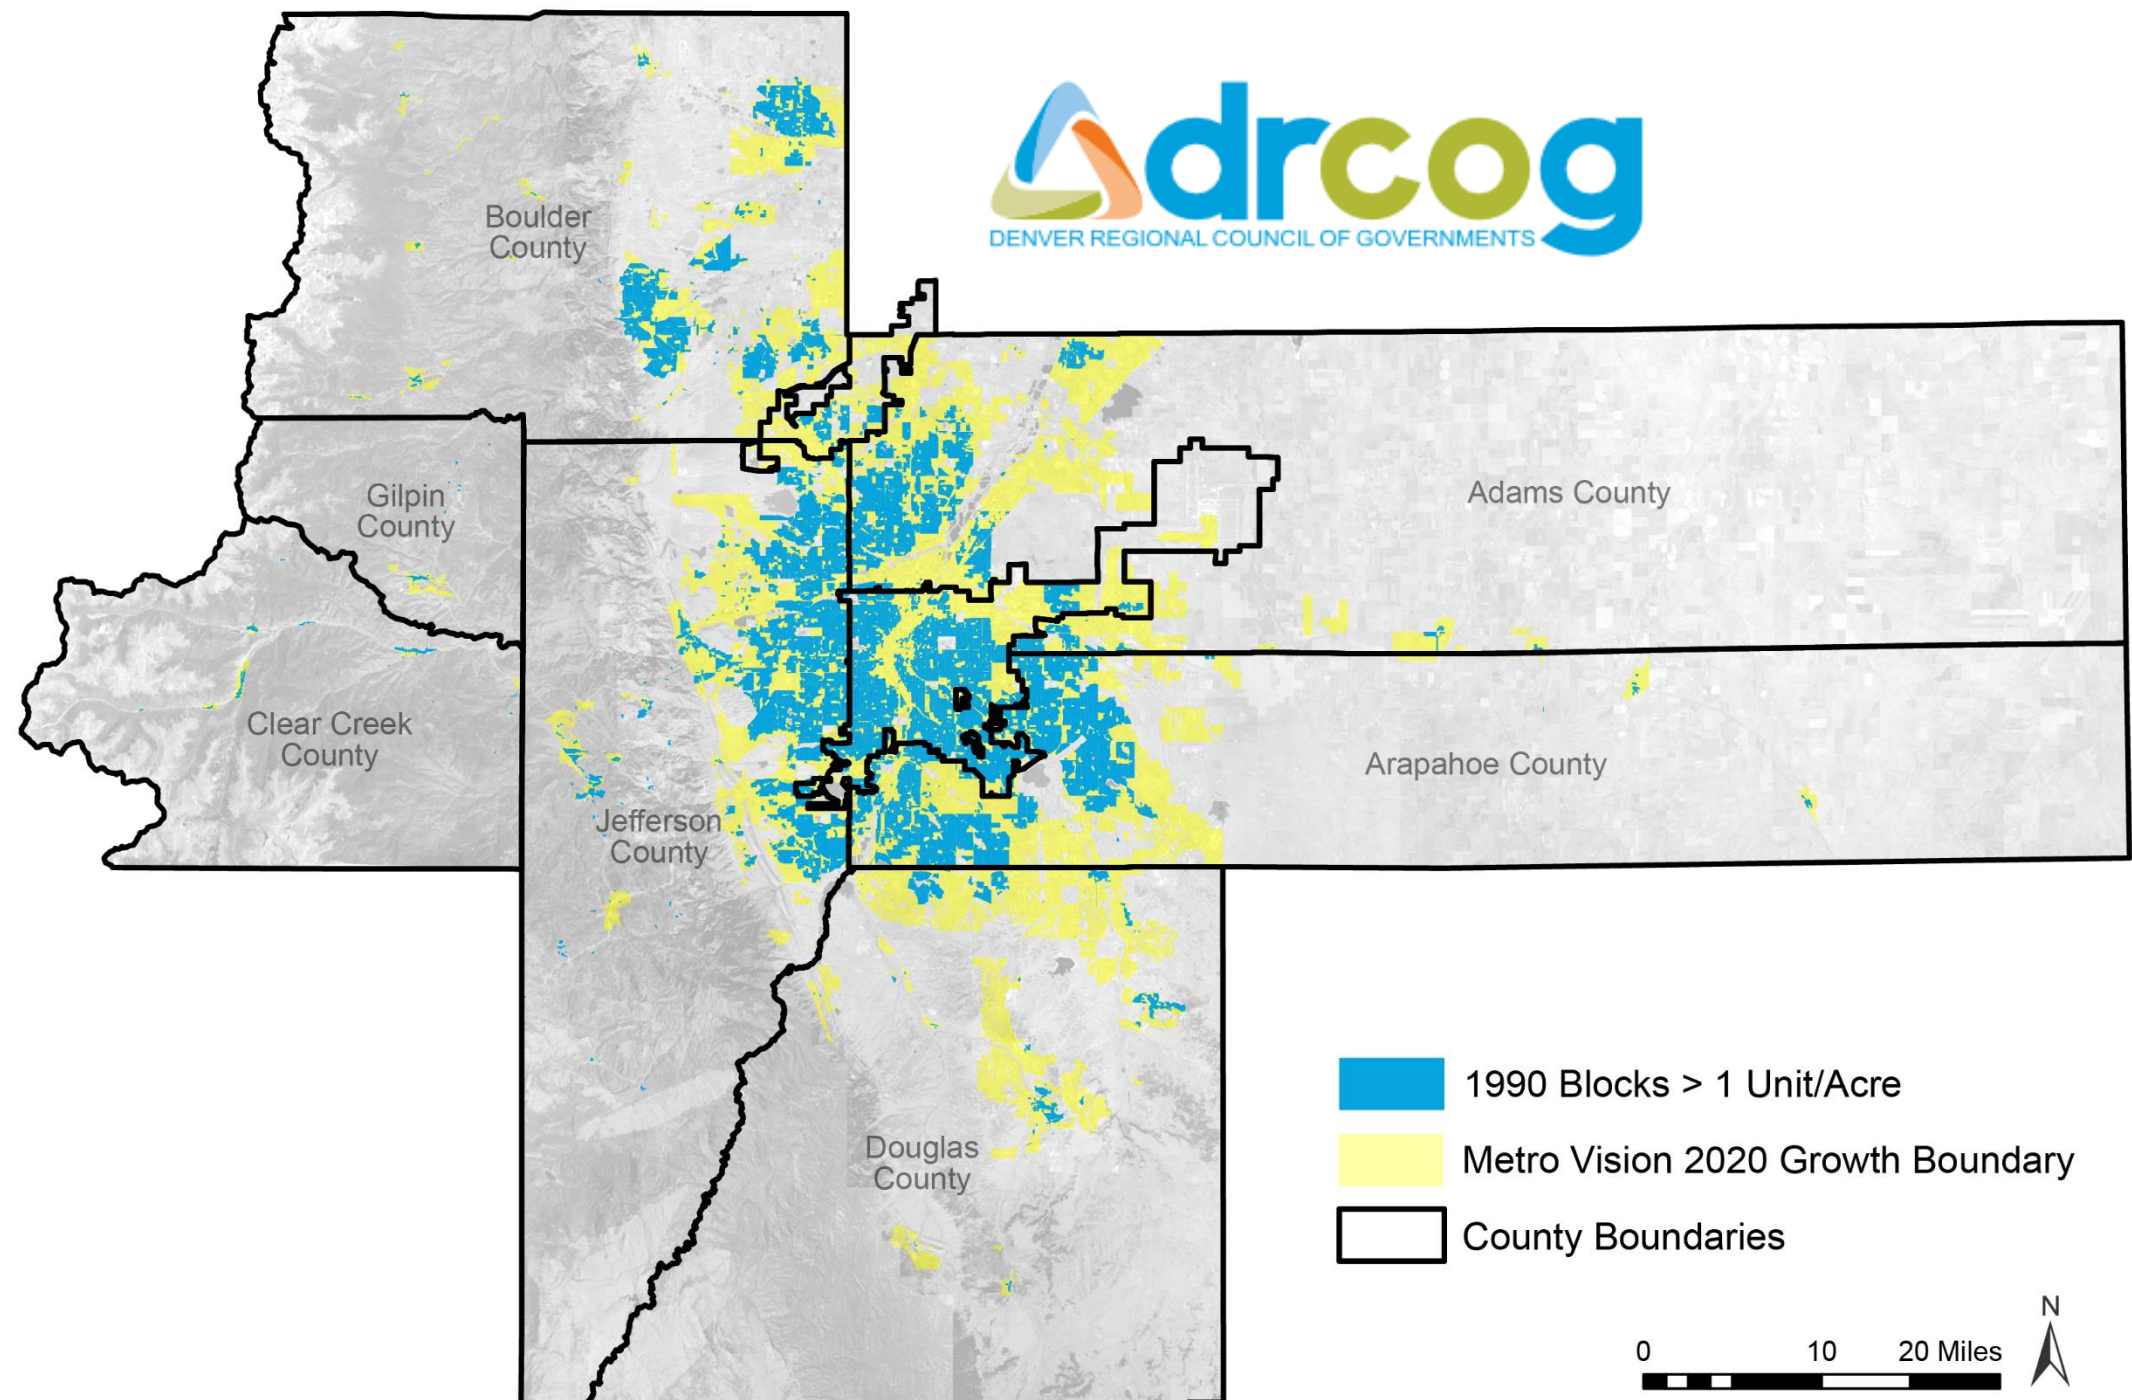 drcog
DENVER REGIONAL COUNCIL OF GOVERNMENTS
Boulder
County
Gilpin
County
Adams County
Clear Creek
County
Arapahoe County
Jefferson
County
Douglas
County
1990 Blocks > 1 Unit/Acre
Metro Vision 2020 Growth Boundary
County Boundaries
0 10 20 Miles
N